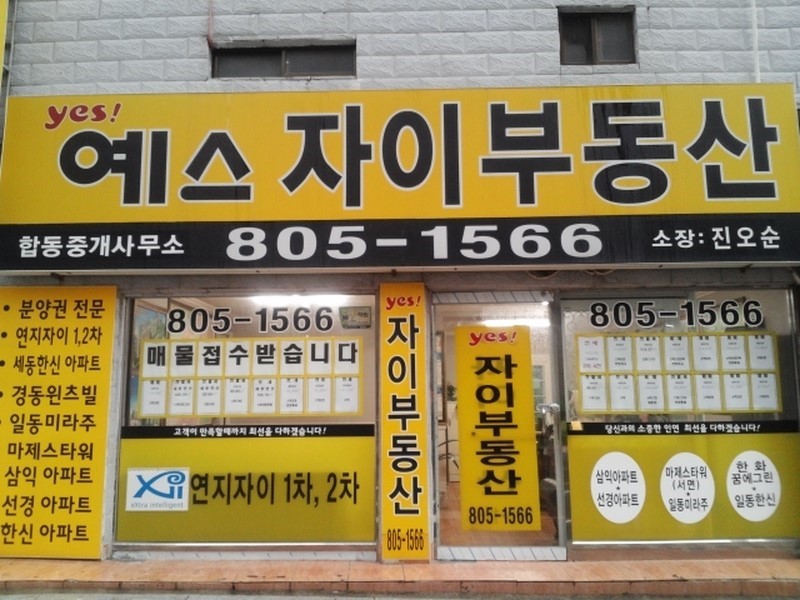 yes!
예스 자이부동산
합동중개사무소 805-1566 소장: 진오순
• 분양권 전문
• 연지자이 1,2차
• 세동한신 아파트
• 경동윈츠빌
• 일동미라주
마제스타워
삼익 아파트
선경 아파트
한신 아파트
805-1566
매물접수받습니다
고객이 만족할때까지 최선을 다하겠습니다!
Xi
eXtra intelligent
연지자이 1차, 2차
yes!
자이부동산
805-1566
yes!
자이부동산
805-1566
805-1566
당신과의 소중한 인연 최선을 다하겠습니다!
삼익아파트
선경아파트
마제스타워
(서면)
일동미라주
한화
꿈에그린
일동한신